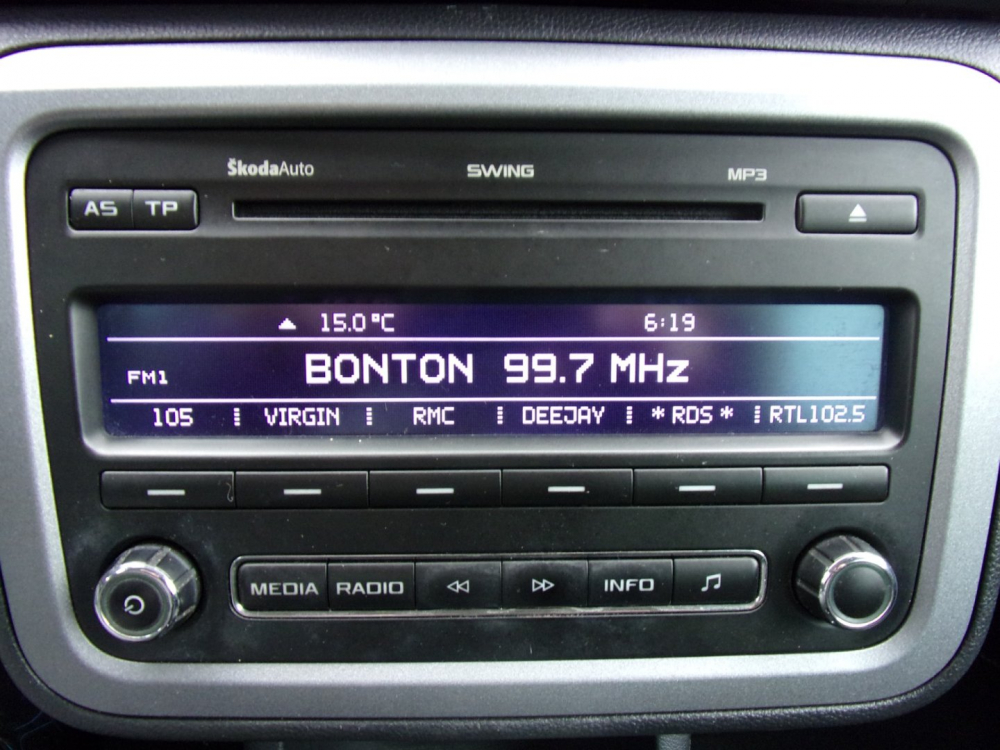 ŠkodaAuto SWING MP3
AS TP
15.0°C 6:19
FM1 BONTON 99.7 MHz
105 VIRGIN RMC DEEJAY *RDS* RTL102.5
MEDIA RADIO INFO